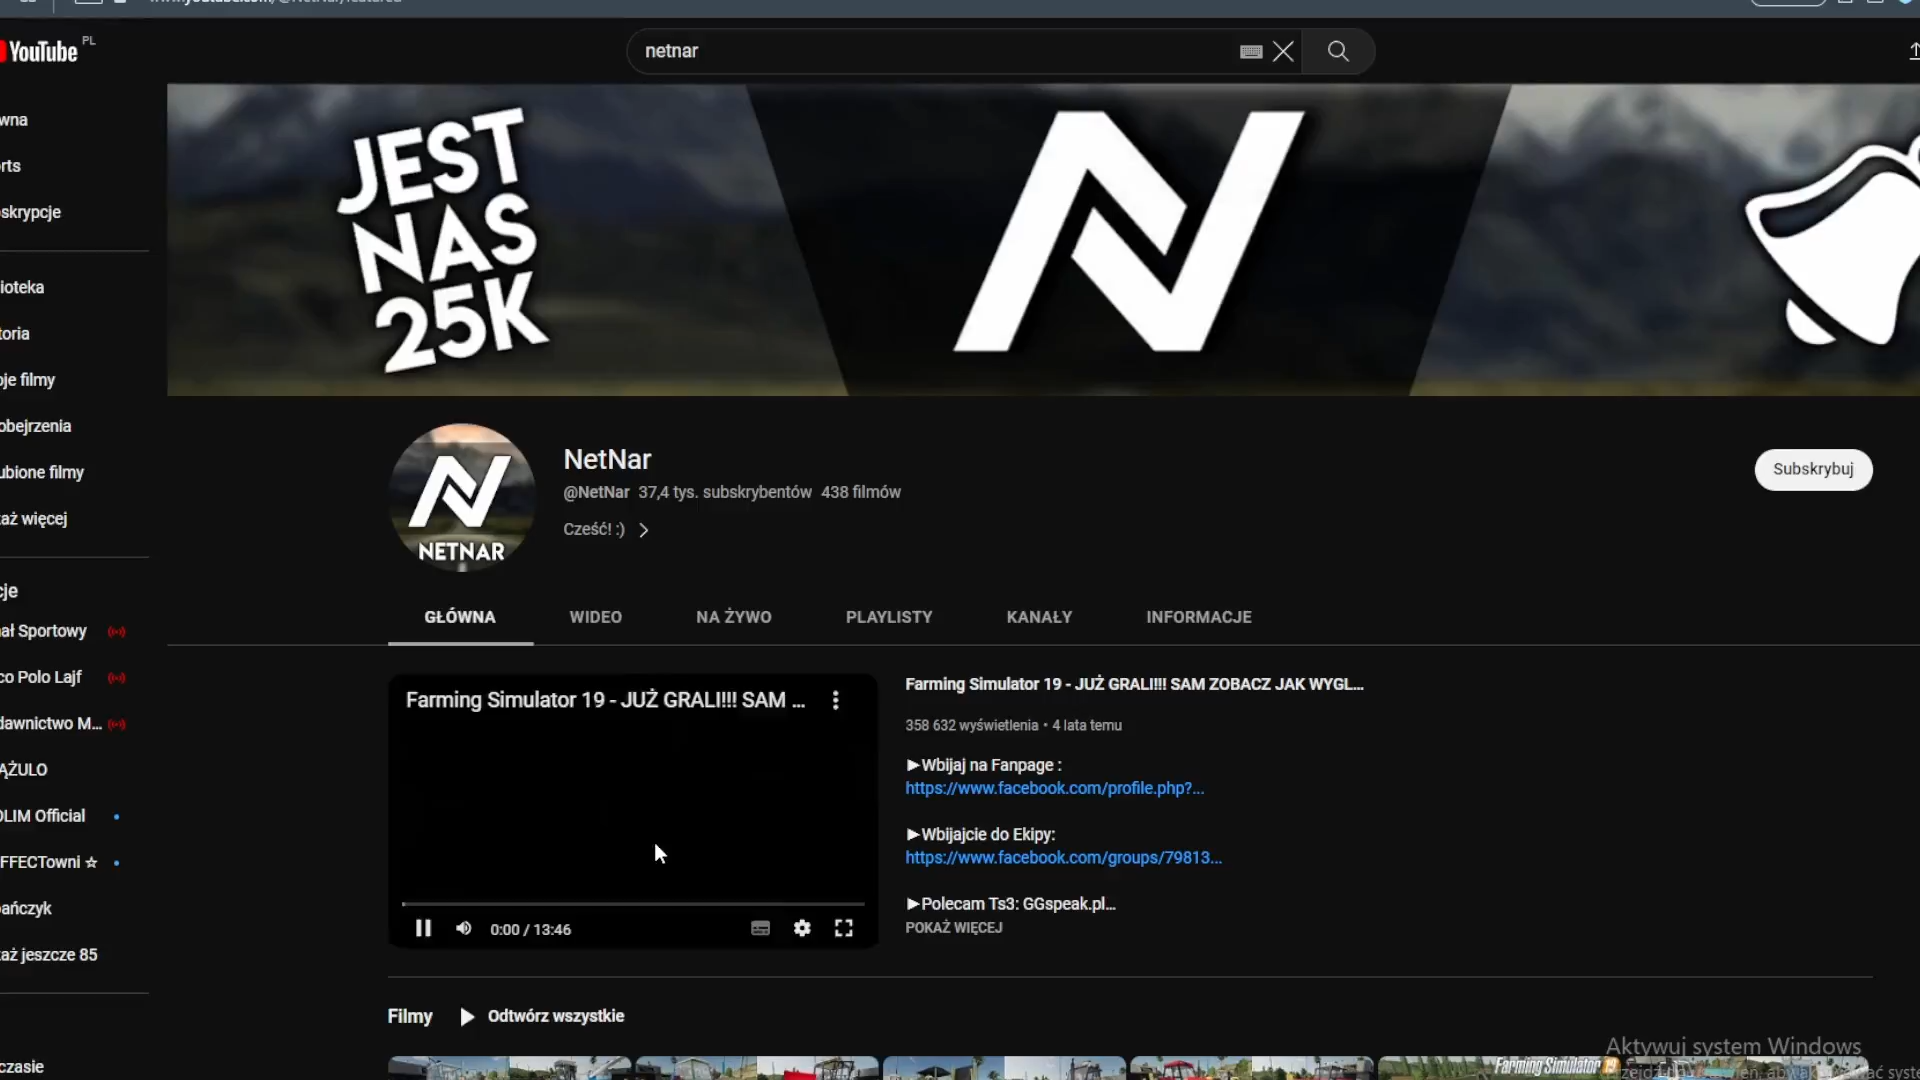 YouTube PL
netnar
wna
rts
skrypcje
ioteka
toria
oje filmy
obejrzenia
ubione filmy
aż więcej
cje
ał Sportowy
co Polo Lajf
dawnictwo M...
ĄŻULO
OLIM Official
FFECTowni ☆
pańczyk
aż jeszcze 85
czasie
JEST
NAS
25K
N
NETNAR
NetNar
@NetNar 37,4 tys. subskrybentów 438 filmów
Cześć! :)
Subskrybuj
GŁÓWNA WIDEO NA ŻYWO PLAYLISTY KANAŁY INFORMACJE
Farming Simulator 19 - JUŻ GRALI!!! SAM ...
0:00 / 13:46
Farming Simulator 19 - JUŻ GRALI!!! SAM ZOBACZ JAK WYGL...
358 632 wyświetlenia • 4 lata temu
►Wbijaj na Fanpage :
https://www.facebook.com/profile.php?...
►Wbijajcie do Ekipy:
https://www.facebook.com/groups/79813...
►Polecam Ts3: GGspeak.pl...
POKAŻ WIĘCEJ
Filmy Odtwórz wszystkie
Farming Simulator 19
Aktywuj system Windows